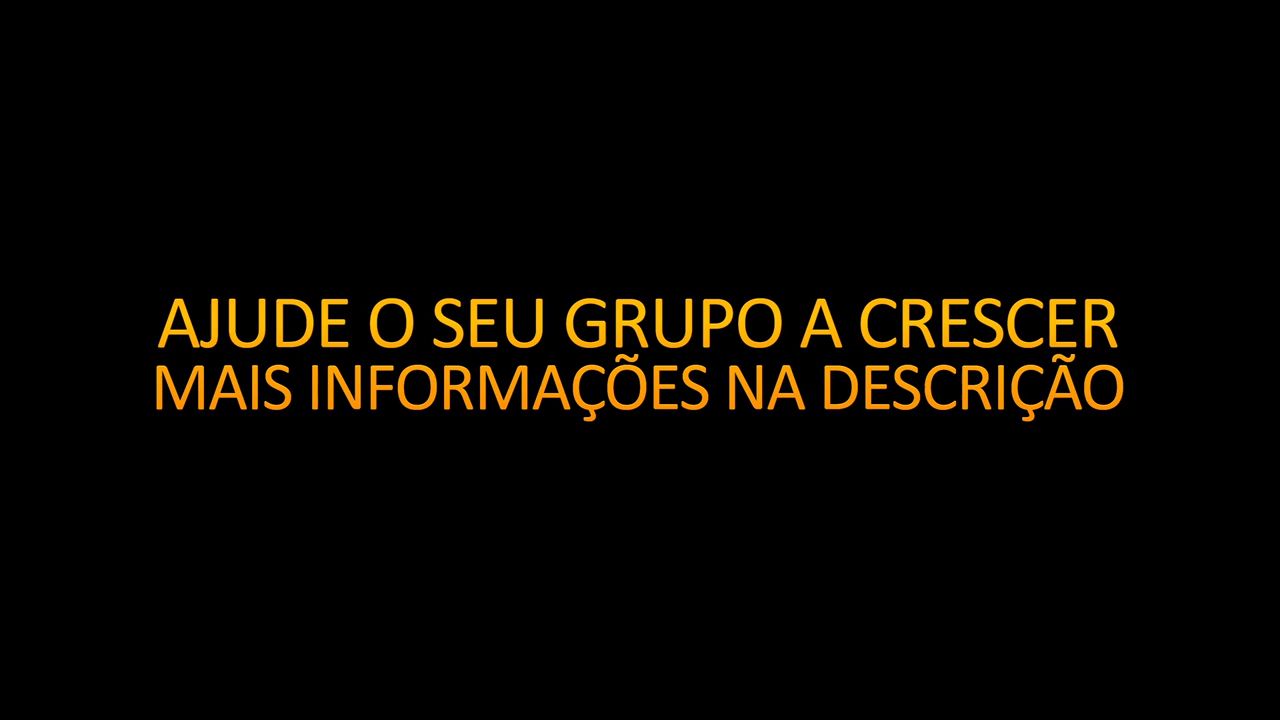 AJUDE O SEU GRUPO A CRESCER
MAIS INFORMAÇÕES NA DESCRIÇÃO